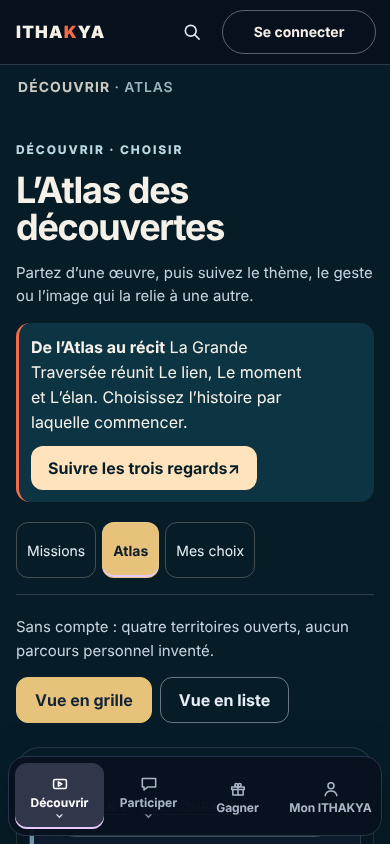 ITHAKYA
Se connecter
DÉCOUVRIR · ATLAS
DÉCOUVRIR · CHOISIR
L’Atlas des
découvertes
Partez d’une œuvre, puis suivez le thème, le geste
ou l’image qui la relie à une autre.
De l’Atlas au récit La Grande
Traversée réunit Le lien, Le moment
et L’élan. Choisissez l’histoire par
laquelle commencer.
Suivre les trois regards↗
Missions
Atlas
Mes choix
Sans compte : quatre territoires ouverts, aucun
parcours personnel inventé.
Vue en grille
Vue en liste
Découvrir
Participer
Gagner
Mon ITHAKYA